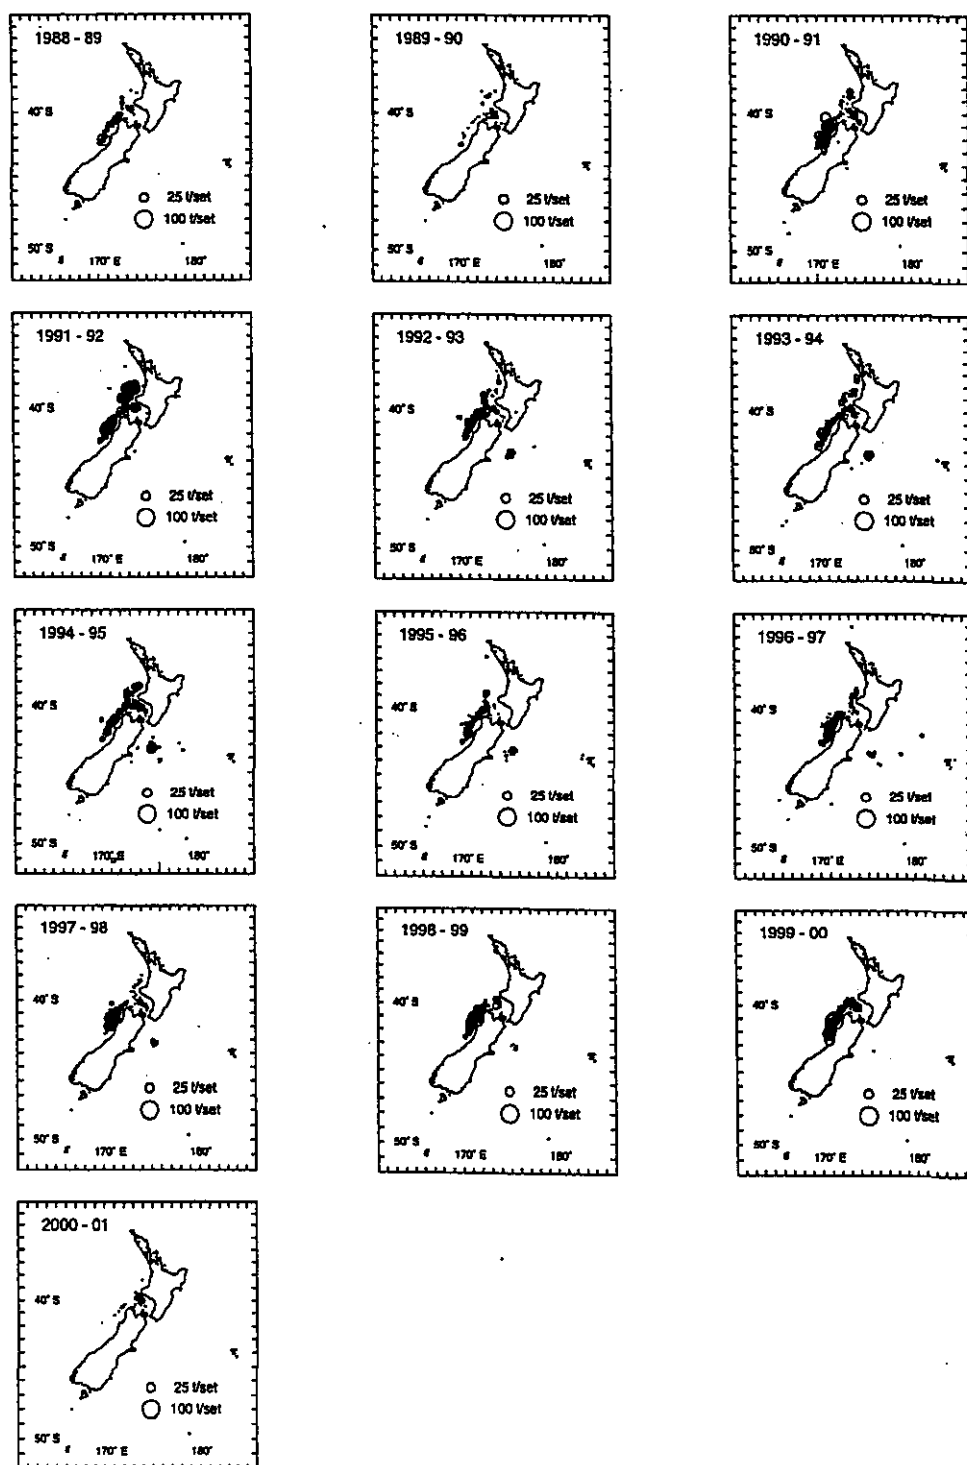 1988 - 89
40° S
25 t/set
100 t/set
50° S
170° E
180°
1989 - 90
40° S
25 t/set
100 t/set
50° S
170° E
180°
1990 - 91
40° S
25 t/set
100 t/set
50° S
170° E
180°
1991 - 92
40° S
25 t/set
100 t/set
50° S
170° E
180°
1992 - 93
40° S
25 t/set
100 t/set
50° S
170° E
180°
1993 - 94
40° S
25 t/set
100 t/set
50° S
170° E
180°
1994 - 95
40° S
25 t/set
100 t/set
50° S
170° E
180°
1995 - 96
40° S
25 t/set
100 t/set
50° S
170° E
180°
1996 - 97
40° S
25 t/set
100 t/set
50° S
170° E
180°
1997 - 98
40° S
25 t/set
100 t/set
50° S
170° E
180°
1998 - 99
40° S
25 t/set
100 t/set
50° S
170° E
180°
1999 - 00
40° S
25 t/set
100 t/set
50° S
170° E
180°
2000 - 01
40° S
25 t/set
100 t/set
50° S
170° E
180°